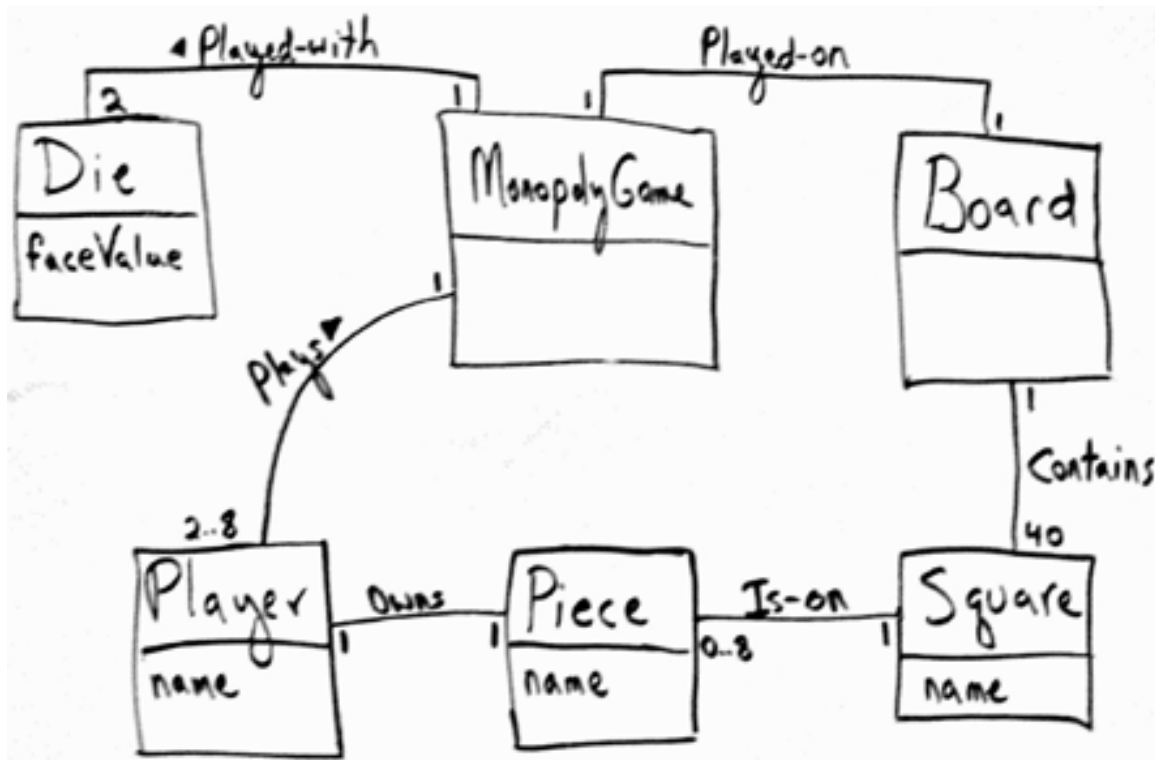 ◄ Played-with
Played-on
2
1
1
1
Die
MonopolyGame
Board
faceValue
1
1
Plays ►
Contains
2..8
40
Player
Owns
Piece
Is-on
Square
1
1
0..8
1
name
name
name